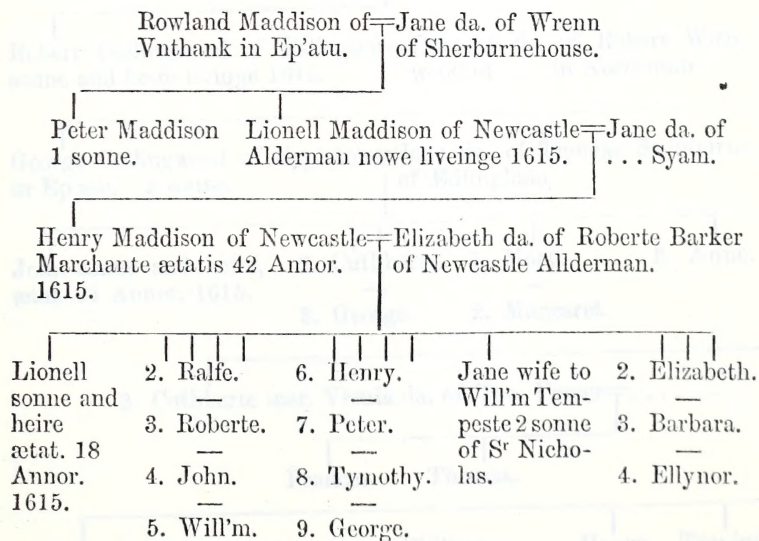 Rowland Maddison of
Vnthank in Ep'atu.
Jane da. of Wrenn
of Sherburnehouse.
Peter Maddison
1 sonne.
Lionell Maddison of Newcastle
Alderman nowe liveinge 1615.
Jane da. of
... Syam.
Henry Maddison of Newcastle
Marchante ætatis 42 Annor.
1615.
Elizabeth da. of Roberte Barker
of Newcastle Allderman.
Lionell
sonne and
heire
ætat. 18
Annor.
1615.
2. Ralfe.
—
3. Roberte.
—
4. John.
—
5. Will'm.
6. Henry.
—
7. Peter.
—
8. Tymothy.
—
9. George.
Jane wife to
Will'm Tem-
peste 2 sonne
of Sʳ Nicho-
las.
2. Elizabeth.
—
3. Barbara.
—
4. Ellynor.